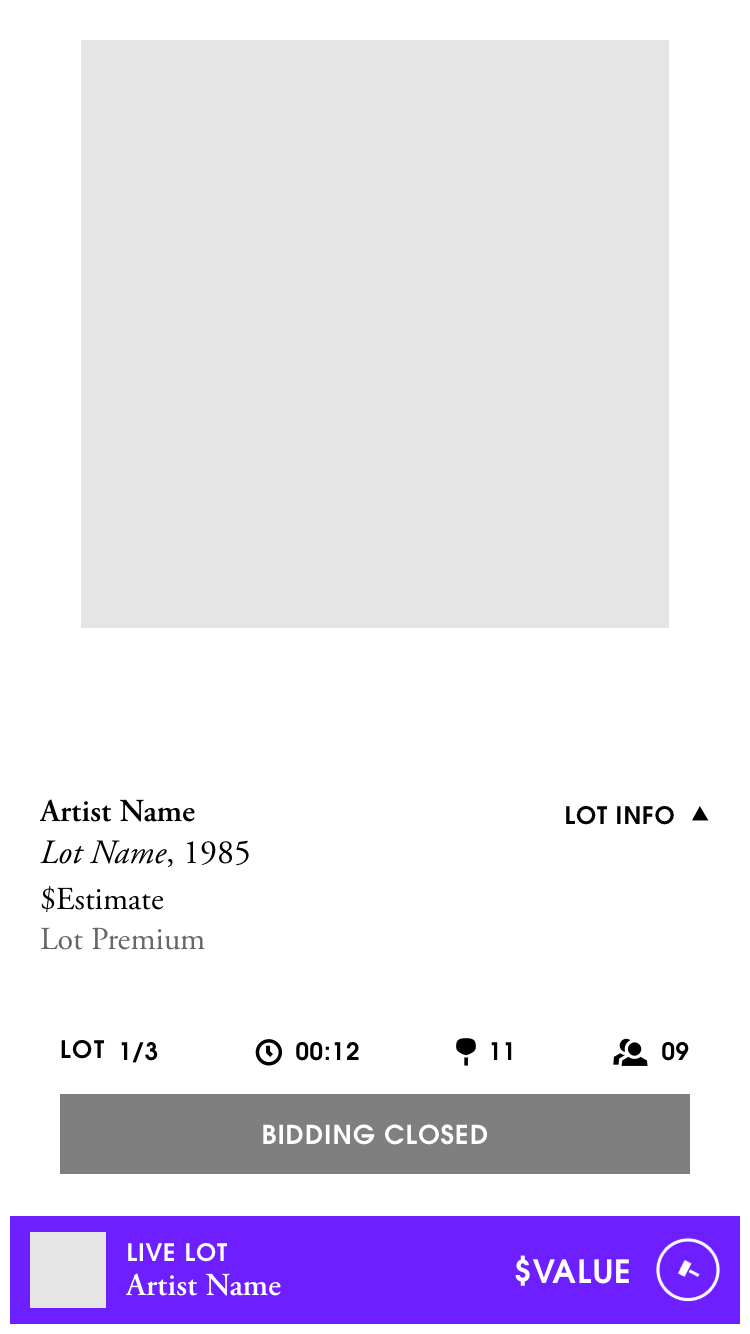 Artist Name
LOT INFO
Lot Name, 1985
$Estimate
Lot Premium
LOT 1/3 00:12 11 09
BIDDING CLOSED
LIVE LOT
Artist Name
$VALUE